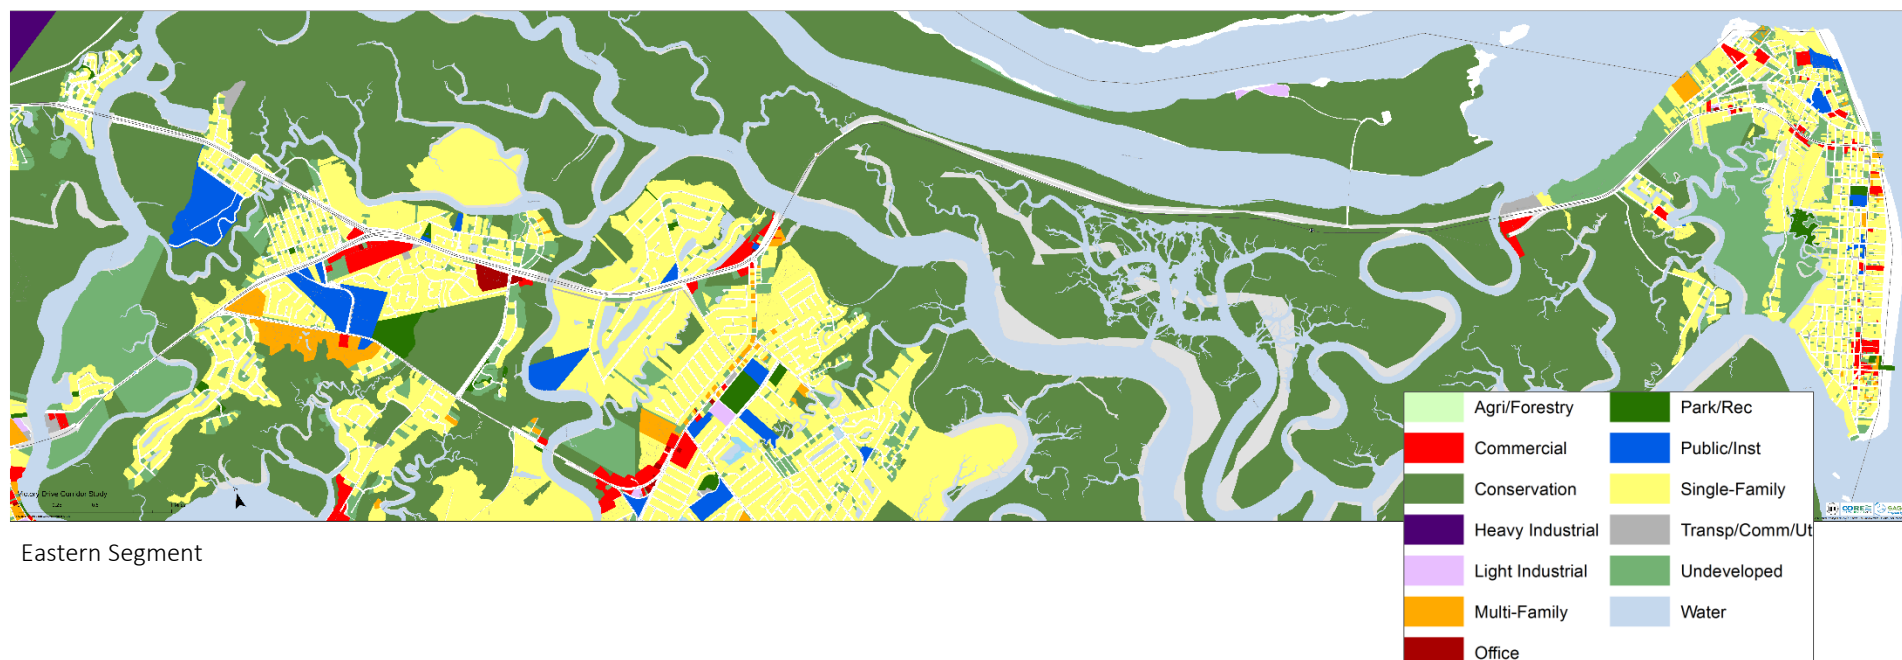 Victory Drive Corridor Study
Agri/Forestry
Commercial
Conservation
Heavy Industrial
Light Industrial
Multi-Family
Office
Park/Rec
Public/Inst
Single-Family
Transp/Comm/Ut
Undeveloped
Water
CORE
Eastern Segment